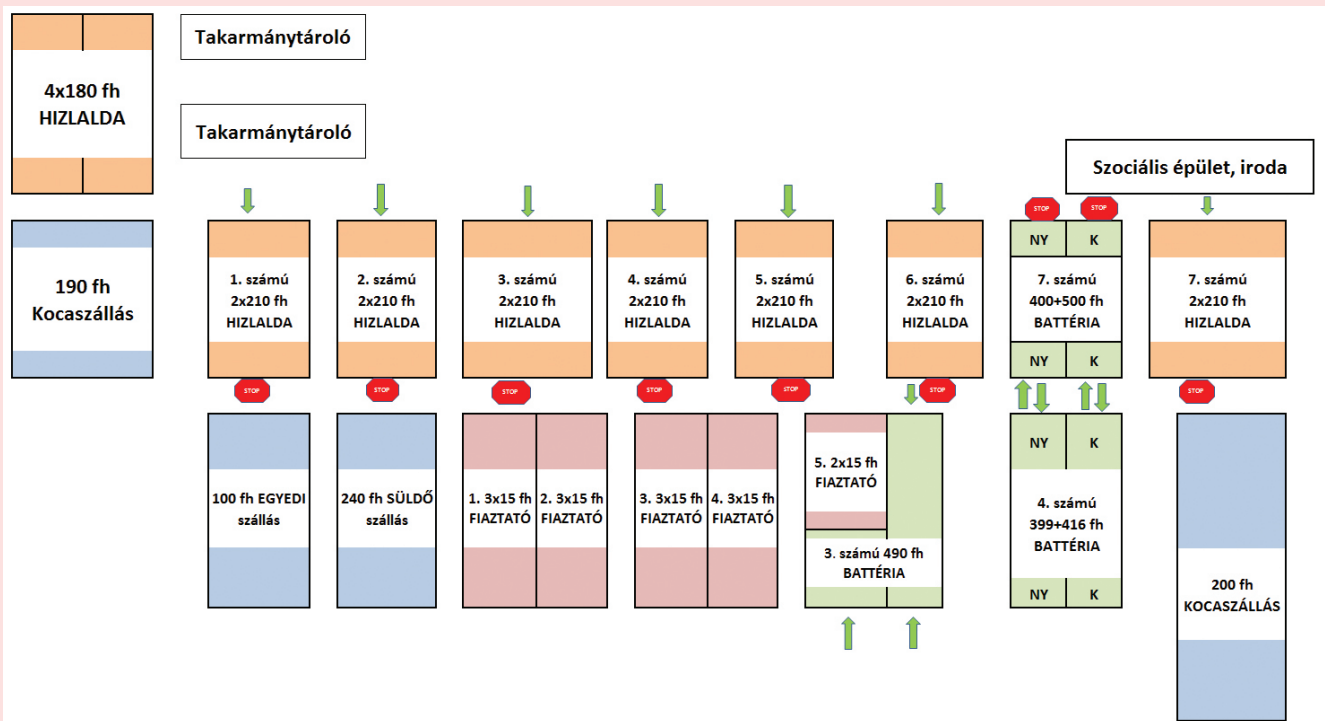 4x180 fh
HIZLALDA
Takarmánytároló
Takarmánytároló
Szociális épület, iroda
190 fh
Kocaszállás
1. számú
2x210 fh
HIZLALDA
STOP
2. számú
2x210 fh
HIZLALDA
STOP
3. számú
2x210 fh
HIZLALDA
STOP
4. számú
2x210 fh
HIZLALDA
STOP
5. számú
2x210 fh
HIZLALDA
STOP
6. számú
2x210 fh
HIZLALDA
STOP
STOP STOP
NY K
7. számú
400+500 fh
BATTÉRIA
NY K
7. számú
2x210 fh
HIZLALDA
STOP
100 fh EGYEDI
szállás
240 fh SÜLDŐ
szállás
1. 3x15 fh
FIAZTATÓ
2. 3x15 fh
FIAZTATÓ
3. 3x15 fh
FIAZTATÓ
4. 3x15 fh
FIAZTATÓ
5. 2x15 fh
FIAZTATÓ
3. számú 490 fh
BATTÉRIA
NY K
4. számú
399+416 fh
BATTÉRIA
NY K
200 fh
KOCASZÁLLÁS